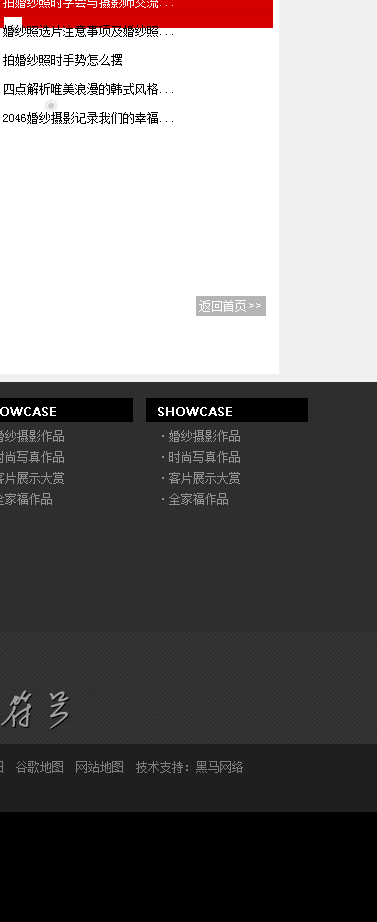 拍婚纱照时学会与摄影师交流...
婚纱照选片注意事项及婚纱照...
拍婚纱照时手势怎么摆
四点解析唯美浪漫的韩式风格...
2046婚纱摄影记录我们的幸福...
返回首页>>
OWCASE
SHOWCASE
婚纱摄影作品
·婚纱摄影作品
时尚写真作品
·时尚写真作品
客片展示大赏
·客片展示大赏
全家福作品
·全家福作品
符号
谷歌地图 网站地图 技术支持：黑马网络